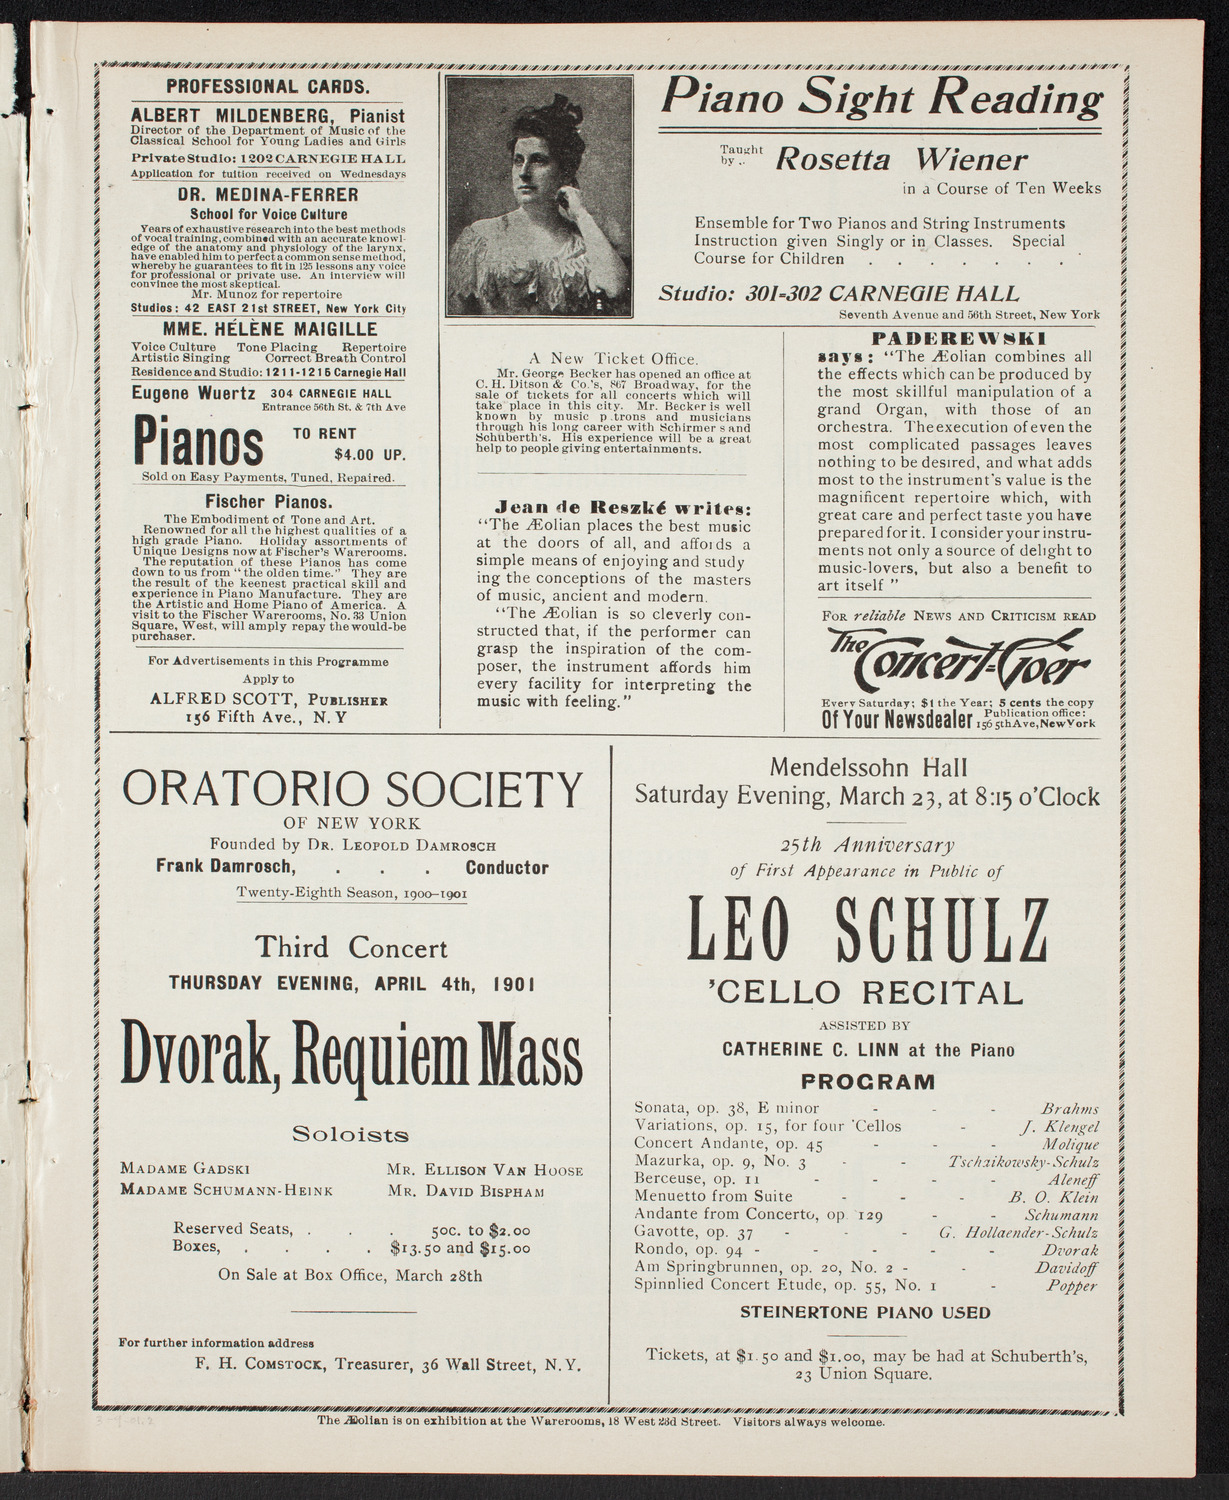 PROFESSIONAL CARDS.
ALBERT MILDENBERG, Pianist
Director of the Department of Music of the
Classical School for Young Ladies and Girls
Private Studio: 1202 CARNEGIE HALL
Application for tuition received on Wednesdays
DR. MEDINA-FERRER
School for Voice Culture
Years of exhaustive research into the best methods
of vocal training, combined with an accurate knowl-
edge of the anatomy and physiology of the larynx,
have enabled him to perfect a common sense method,
whereby he guarantees to fit in 125 lessons any voice
for professional or private use. An interview will
convince the most skeptical.
Mr. Munoz for repertoire
Studios: 42 EAST 21st STREET, New York City
MME. HÉLÈNE MAIGILLE
Voice Culture Tone Placing Repertoire
Artistic Singing Correct Breath Control
Residence and Studio: 1211-1215 Carnegie Hall
Eugene Wuertz 304 CARNEGIE HALL
Entrance 56th St. & 7th Ave
Pianos TO RENT
$4.00 UP.
Sold on Easy Payments, Tuned, Repaired.
Fischer Pianos.
The Embodiment of Tone and Art.
Renowned for all the highest qualities of a
high grade Piano. Holiday assortments of
Unique Designs now at Fischer's Warerooms.
The reputation of these Pianos has come
down to us from "the olden time." They are
the result of the keenest practical skill and
experience in Piano Manufacture. They are
the Artistic and Home Piano of America. A
visit to the Fischer Warerooms, No. 33 Union
Square, West, will amply repay the would-be
purchaser.
For Advertisements in this Programme
Apply to
ALFRED SCOTT, PUBLISHER
156 Fifth Ave., N. Y
Piano Sight Reading
Taught
by .. Rosetta Wiener
in a Course of Ten Weeks
Ensemble for Two Pianos and String Instruments
Instruction given Singly or in Classes. Special
Course for Children . . . . . . .
Studio: 301-302 CARNEGIE HALL
Seventh Avenue and 56th Street, New York
A New Ticket Office.
Mr. George Becker has opened an office at
C. H. Ditson & Co.'s, 867 Broadway, for the
sale of tickets for all concerts which will
take place in this city. Mr. Becker is well
known by music p trons and musicians
through his long career with Schirmer s and
Schuberth's. His experience will be a great
help to people giving entertainments.
Jean de Reszké writes:
"The Æolian places the best music
at the doors of all, and affords a
simple means of enjoying and study
ing the conceptions of the masters
of music, ancient and modern.
"The Æolian is so cleverly con-
structed that, if the performer can
grasp the inspiration of the com-
poser, the instrument affords him
every facility for interpreting the
music with feeling."
PADEREWSKI
says: "The Æolian combines all
the effects which can be produced by
the most skillful manipulation of a
grand Organ, with those of an
orchestra. The execution of even the
most complicated passages leaves
nothing to be desired, and what adds
most to the instrument's value is the
magnificent repertoire which, with
great care and perfect taste you have
prepared for it. I consider your instru-
ments not only a source of delight to
music-lovers, but also a benefit to
art itself "
FOR reliable NEWS AND CRITICISM READ
The Concert-Goer
Every Saturday; $1 the Year; 5 cents the copy
Of Your Newsdealer Publication office:
156 5th Ave, New York
ORATORIO SOCIETY
OF NEW YORK
Founded by DR. LEOPOLD DAMROSCH
Frank Damrosch, . . . Conductor
Twenty-Eighth Season, 1900-1901
Third Concert
THURSDAY EVENING, APRIL 4th, 1901
Dvorak, Requiem Mass
Soloists
MADAME GADSKI MR. ELLISON VAN HOOSE
MADAME SCHUMANN-HEINK MR. DAVID BISPHAM
Reserved Seats, . . . 50c. to $2.00
Boxes, . . . . $13.50 and $15.00
On Sale at Box Office, March 28th
For further information address
F. H. COMSTOCK, Treasurer, 36 Wall Street, N. Y.
Mendelssohn Hall
Saturday Evening, March 23, at 8:15 o'Clock
25th Anniversary
of First Appearance in Public of
LEO SCHULZ
'CELLO RECITAL
ASSISTED BY
CATHERINE C. LINN at the Piano
PROGRAM
Sonata, op. 38, E minor - - - Brahms
Variations, op. 15, for four 'Cellos - J. Klengel
Concert Andante, op. 45 - - - Molique
Mazurka, op. 9, No. 3 - - Tschaikowsky-Schulz
Berceuse, op. 11 - - - - Aleneff
Menuetto from Suite - - - B. O. Klein
Andante from Concerto, op. 129 - - Schumann
Gavotte, op. 37 - - - G. Hollaender-Schulz
Rondo, op. 94 - - - - - Dvorak
Am Springbrunnen, op. 20, No. 2 - - Davidoff
Spinnlied Concert Etude, op. 55, No. 1 - Popper
STEINERTONE PIANO USED
Tickets, at $1.50 and $1.00, may be had at Schuberth's,
23 Union Square.
The Æolian is on exhibition at the Warerooms, 18 West 23d Street. Visitors always welcome.